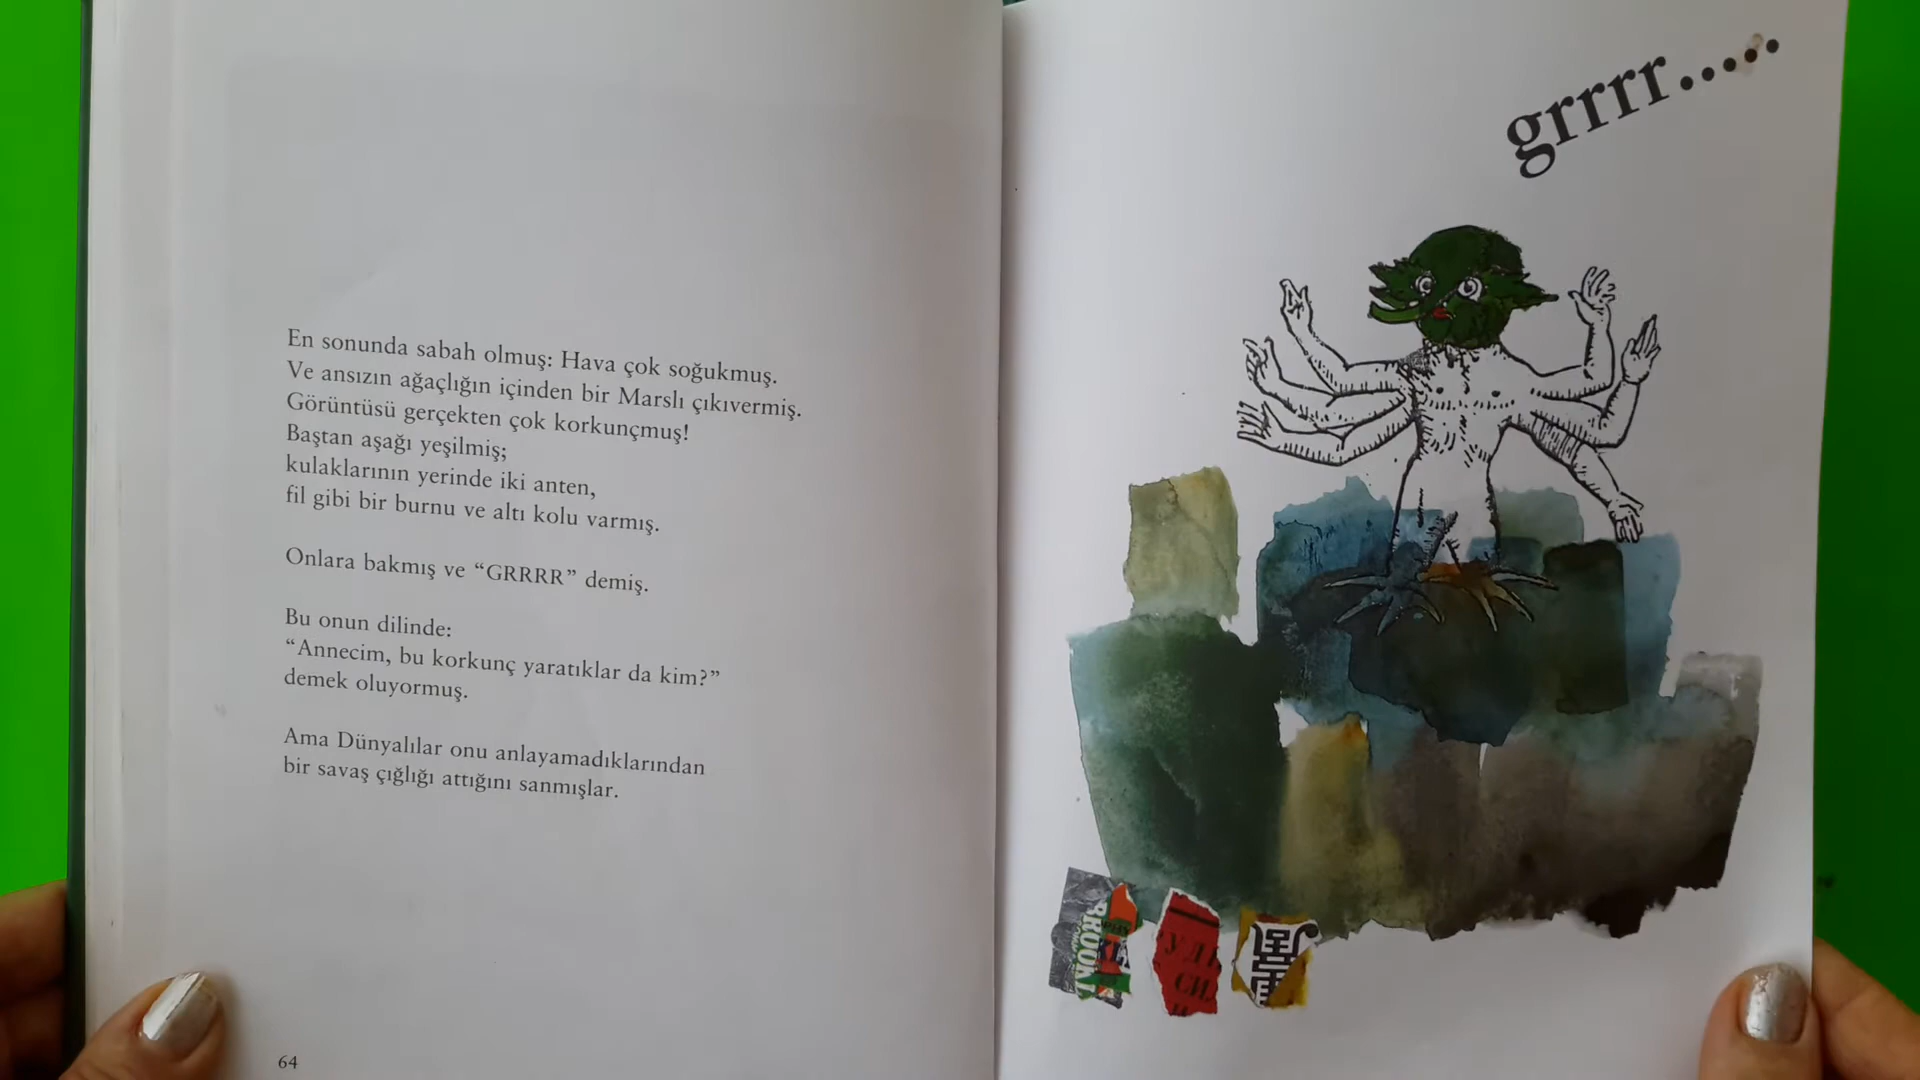 En sonunda sabah olmuş: Hava çok soğukmuş.
Ve ansızın ağaçlığın içinden bir Marslı çıkıvermiş.
Görüntüsü gerçekten çok korkunçmuş!
Baştan aşağı yeşilmiş;
kulaklarının yerinde iki anten,
fil gibi bir burnu ve altı kolu varmış.
Onlara bakmış ve “GRRRR” demiş.
Bu onun dilinde:
“Annecim, bu korkunç yaratıklar da kim?”
demek oluyormuş.
Ama Dünyalılar onu anlayamadıklarından
bir savaş çığlığı attığını sanmışlar.
64
grrrr.....
BROOKL
СИ